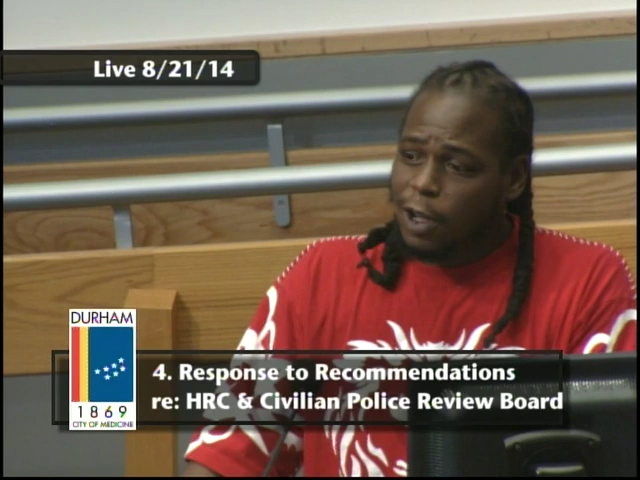 Live 8/21/14
DURHAM
1869
CITY OF MEDICINE
4. Response to Recommendations
re: HRC & Civilian Police Review Board